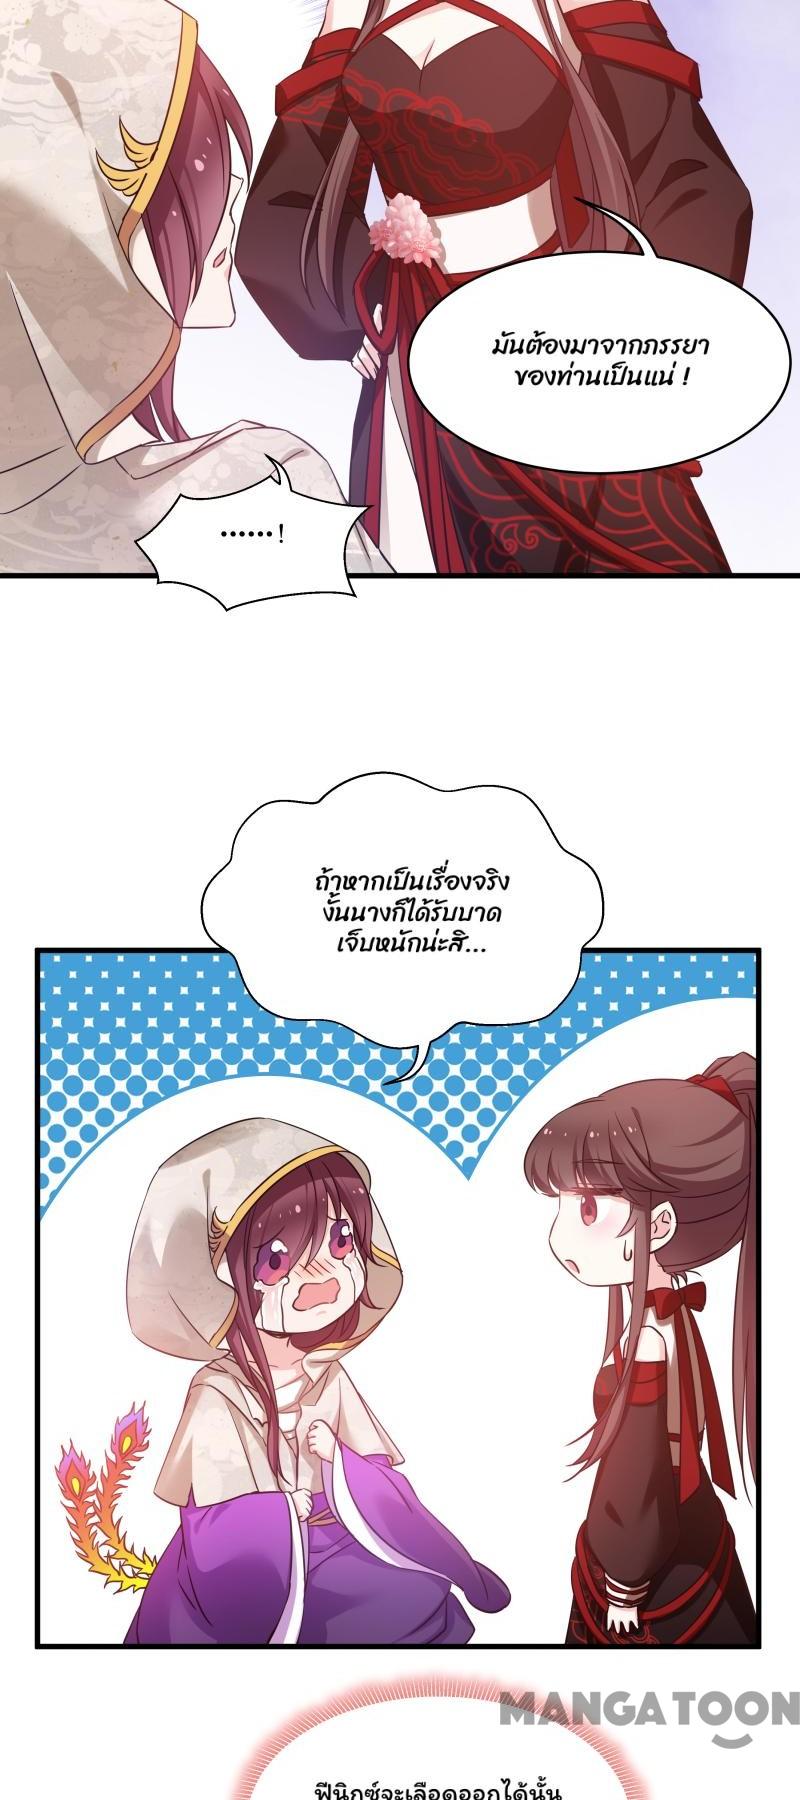 มันต้องมาจากภรรยา
ของท่านเป็นแน่ !
...... !
ถ้าหากเป็นเรื่องจริง
งั้นนางก็ได้รับบาด
เจ็บหนักน่ะสิ...
MANGATOON
ฟีนิกซ์จะเลือดออกได้นั้น